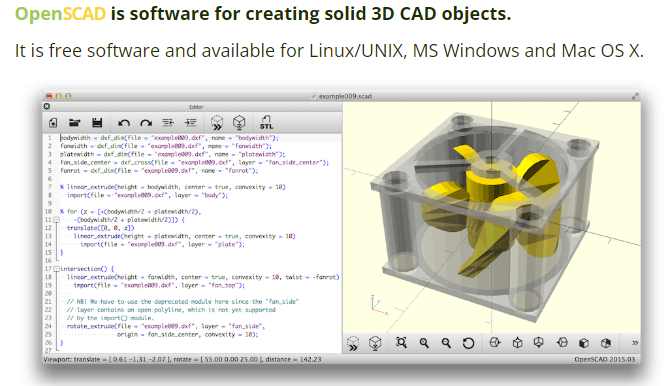 OpenSCAD is software for creating solid 3D CAD objects.
It is free software and available for Linux/UNIX, MS Windows and Mac OS X.
example009.scad
Editor
STL
1 bodywidth = dxf_dim(file = "example009.dxf", name = "bodywidth");
2 fanwidth = dxf_dim(file = "example009.dxf", name = "fanwidth");
3 platewidth = dxf_dim(file = "example009.dxf", name = "platewidth");
4 fan_side_center = dxf_cross(file = "example009.dxf", layer = "fan_side_center");
5 fanrot = dxf_dim(file = "example009.dxf", name = "fanrot");
6
7 % linear_extrude(height = bodywidth, center = true, convexity = 10)
8 import(file = "example009.dxf", layer = "body");
9
10 % for (z = [+(bodywidth/2 + platewidth/2),
11 -(bodywidth/2 + platewidth/2)]) {
12 translate([0, 0, z])
13 linear_extrude(height = platewidth, center = true, convexity = 10)
14 import(file = "example009.dxf", layer = "plate");
15 }
16
17 intersection() {
18 linear_extrude(height = fanwidth, center = true, convexity = 10, twist = -fanrot)
19 import(file = "example009.dxf", layer = "fan_top");
20
21 // NB! We have to use the deprecated module here since the "fan_side"
22 // layer contains an open polyline, which is not yet supported
23 // by the import() module.
24 rotate_extrude(file = "example009.dxf", layer = "fan_side",
25 origin = fan_side_center, convexity = 10);
26 }
27
Viewport: translate = [ 0.61 -1.31 -2.07 ], rotate = [ 55.00 0.00 25.00 ], distance = 142.23
OpenSCAD 2015.03